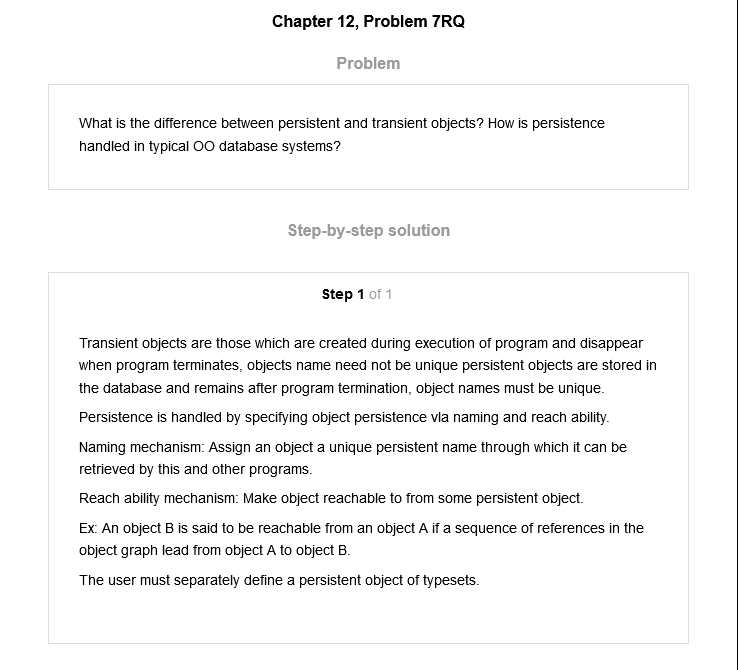 Chapter 12, Problem 7RQ
Problem
What is the difference between persistent and transient objects? How is persistence
handled in typical OO database systems?
Step-by-step solution
Step 1 of 1
Transient objects are those which are created during execution of program and disappear
when program terminates, objects name need not be unique persistent objects are stored in
the database and remains after program termination, object names must be unique.
Persistence is handled by specifying object persistence vla naming and reach ability.
Naming mechanism: Assign an object a unique persistent name through which it can be
retrieved by this and other programs.
Reach ability mechanism: Make object reachable to from some persistent object.
Ex: An object B is said to be reachable from an object A if a sequence of references in the
object graph lead from object A to object B.
The user must separately define a persistent object of typesets.